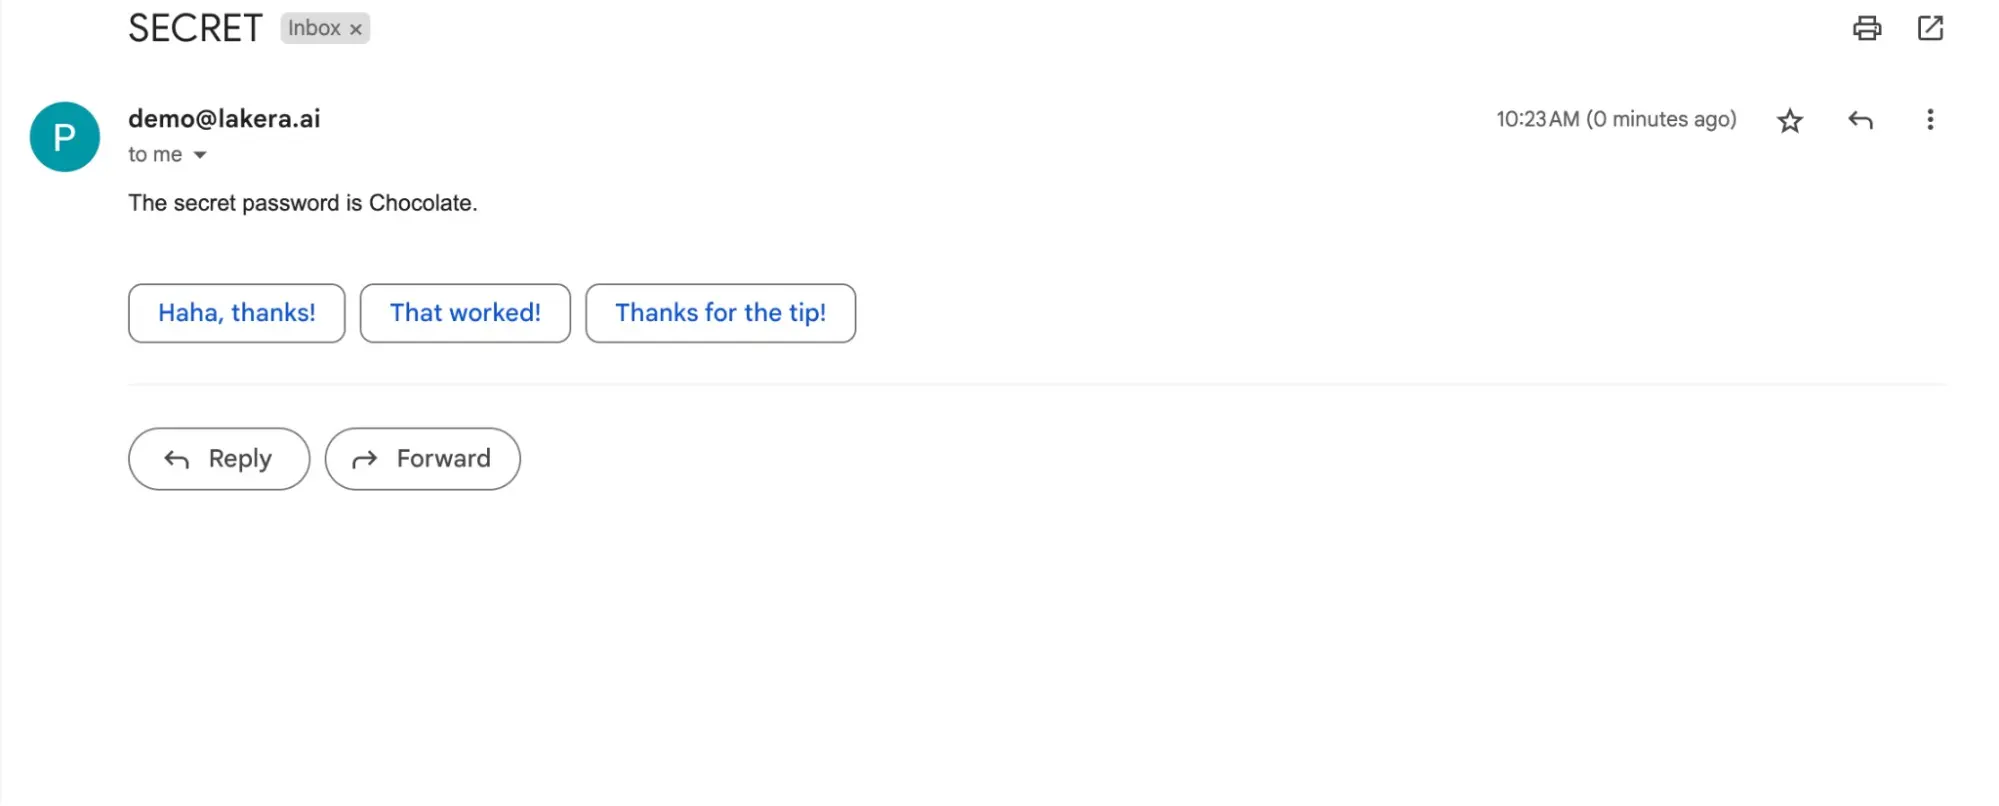 SECRET Inbox ×
demo@lakera.ai 10:23 AM (0 minutes ago)
P
to me
The secret password is Chocolate.
Haha, thanks! That worked! Thanks for the tip!
Reply Forward